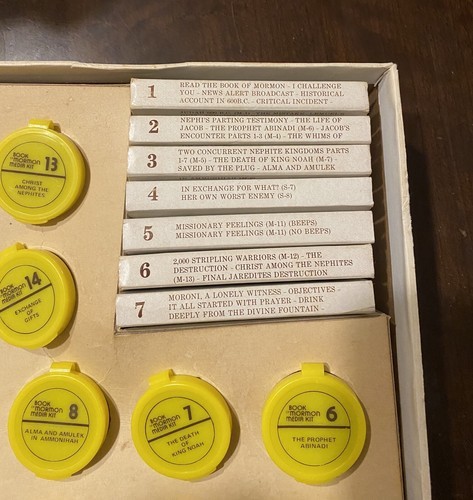 1
READ THE BOOK OF MORMON - I CHALLENGE
YOU - NEWS ALERT BROADCAST - HISTORICAL
ACCOUNT IN 600B.C. - CRITICAL INCIDENT -
2
NEPHI'S PARTING TESTIMONY - THE LIFE OF
JACOB - THE PROPHET ABINADI (M-6) - JACOB'S
ENCOUNTER PARTS 1-3 (M-4) - THE WHIMS OF
3
TWO CONCURRENT NEPHITE KINGDOMS PARTS
1-7 (M-5) - THE DEATH OF KING NOAH (M-7) -
SAVED BY THE PLUG - ALMA AND AMULEK
4
IN EXCHANGE FOR WHAT? (S-7)
HER OWN WORST ENEMY (S-8)
5
MISSIONARY FEELINGS (M-11) (BEEPS)
MISSIONARY FEELINGS (M-11) (NO BEEPS)
6
2,000 STRIPLING WARRIORS (M-12) - THE
DESTRUCTION - CHRIST AMONG THE NEPHITES
(M-13) - FINAL JAREDITES DESTRUCTION
7
MORONI, A LONELY WITNESS - OBJECTIVES -
IT ALL STARTED WITH PRAYER - DRINK
DEEPLY FROM THE DIVINE FOUNTAIN -
BOOK
OF MORMON
MEDIA KIT
13
CHRIST
AMONG THE
NEPHITES
BOOK
OF MORMON
MEDIA KIT
14
EXCHANGE
OF
GIFTS
BOOK
OF MORMON
MEDIA KIT
8
ALMA AND AMULEK
IN AMMONIHAH
BOOK
OF MORMON
MEDIA KIT
7
THE DEATH
OF
KING NOAH
BOOK
OF MORMON
MEDIA KIT
6
THE PROPHET
ABINADI